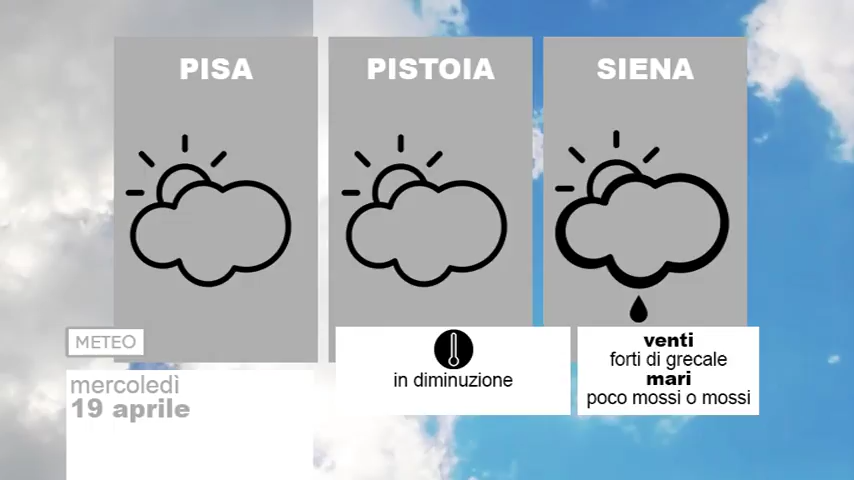 PISA
PISTOIA
SIENA
METEO
mercoledì
19 aprile
in diminuzione
venti
forti di grecale
mari
poco mossi o mossi